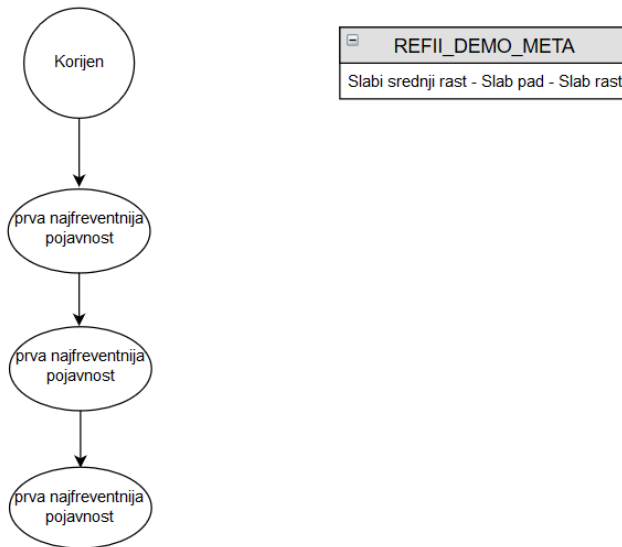 Korijen
REFII_DEMO_META
Slabi srednji rast - Slab pad - Slab rast
prva najfreventnija
pojavnost
prva najfreventnija
pojavnost
prva najfreventnija
pojavnost